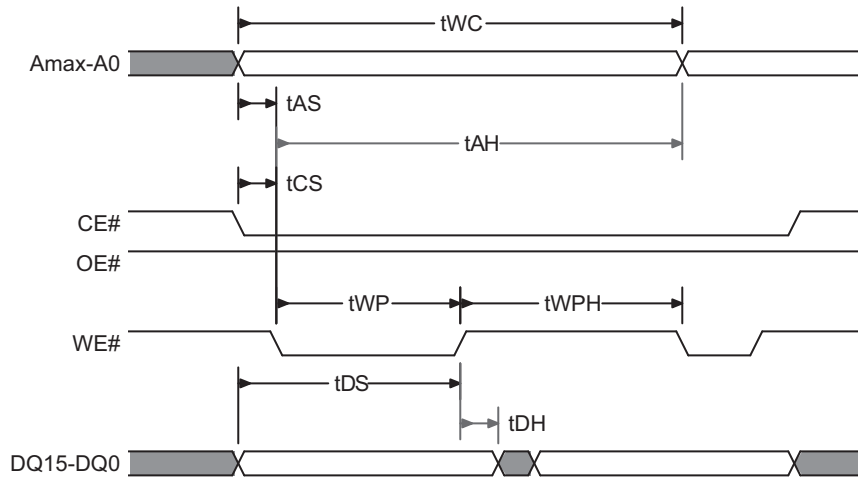 tWC
Amax-A0
tAS
tAH
tCS
CE#
OE#
tWP tWPH
WE#
tDS
tDH
DQ15-DQ0